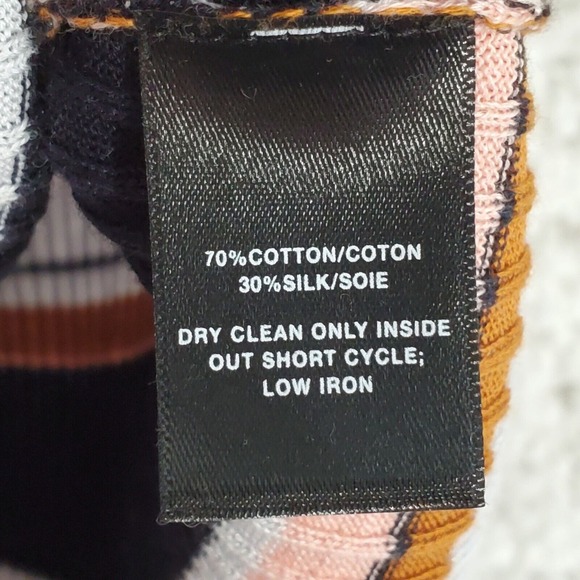 70%COTTON/COTON
30%SILK/SOIE
DRY CLEAN ONLY INSIDE
OUT SHORT CYCLE;
LOW IRON